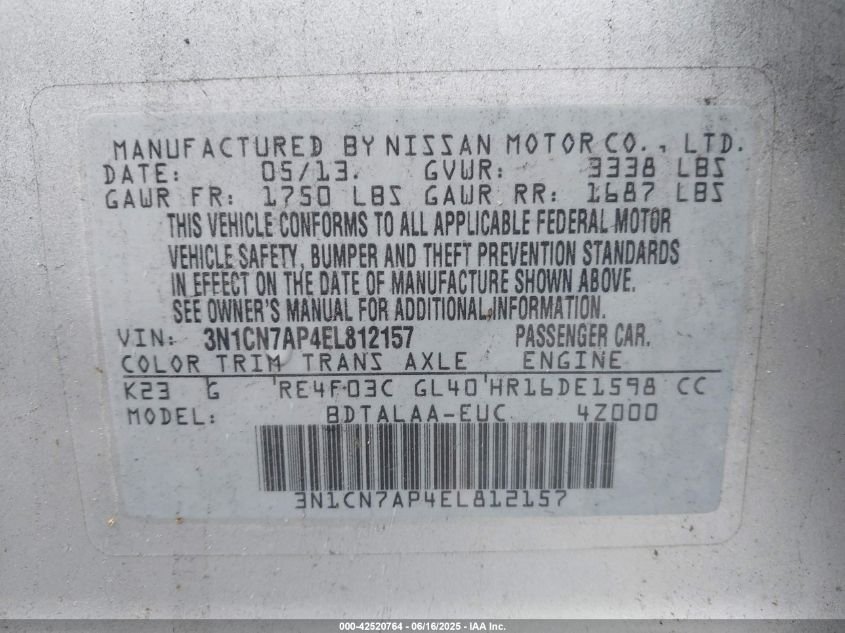 MANUFACTURED BY NISSAN MOTOR CO., LTD.
DATE: 05/13. GVWR: 3338 LBS
GAWR FR: 1750 LBS GAWR RR: 1687 LBS
THIS VEHICLE CONFORMS TO ALL APPLICABLE FEDERAL MOTOR
VEHICLE SAFETY, BUMPER AND THEFT PREVENTION STANDARDS
IN EFFECT ON THE DATE OF MANUFACTURE SHOWN ABOVE.
SEE OWNER'S MANUAL FOR ADDITIONAL INFORMATION.
VIN: 3N1CN7AP4EL812157 PASSENGER CAR.
COLOR TRIM TRANS AXLE ENGINE
K23 G RE4F03C GL40 HR16DE1598 CC
MODEL: BDTALAA-EUC 4Z000
3N1CN7AP4EL812157
000-42520764 - 06/16/2025 - IAA Inc.